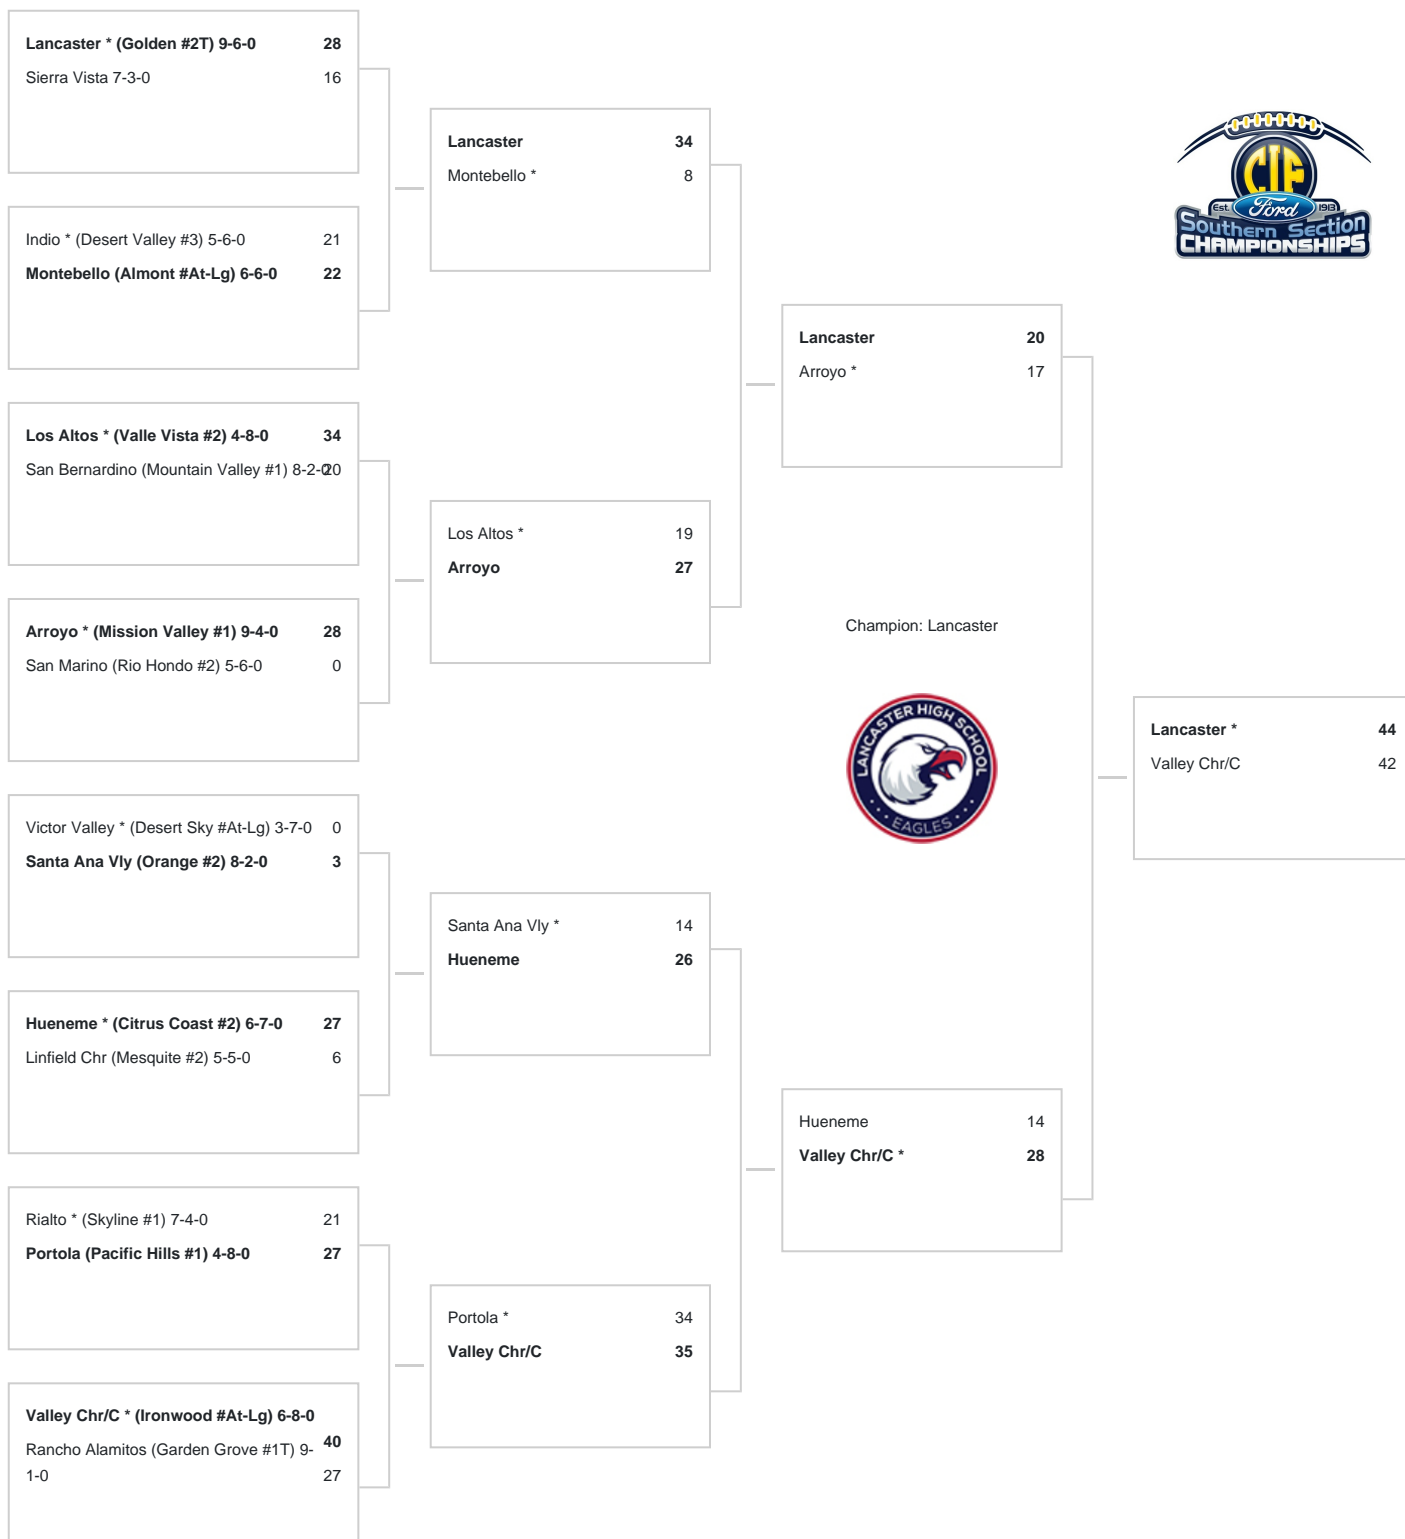 Lancaster * (Golden #2T) 9-6-0 28
Sierra Vista 7-3-0 16
Indio * (Desert Valley #3) 5-6-0 21
Montebello (Almont #At-Lg) 6-6-0 22
Los Altos * (Valle Vista #2) 4-8-0 34
San Bernardino (Mountain Valley #1) 8-2-0 20
Arroyo * (Mission Valley #1) 9-4-0 28
San Marino (Rio Hondo #2) 5-6-0 0
Victor Valley * (Desert Sky #At-Lg) 3-7-0 0
Santa Ana Vly (Orange #2) 8-2-0 3
Hueneme * (Citrus Coast #2) 6-7-0 27
Linfield Chr (Mesquite #2) 5-5-0 6
Rialto * (Skyline #1) 7-4-0 21
Portola (Pacific Hills #1) 4-8-0 27
Valley Chr/C * (Ironwood #At-Lg) 6-8-0
40
Rancho Alamitos (Garden Grove #1T) 9-
1-0 27
Lancaster 34
Montebello * 8
Los Altos * 19
Arroyo 27
Santa Ana Vly * 14
Hueneme 26
Portola * 34
Valley Chr/C 35
Lancaster 20
Arroyo * 17
Hueneme 14
Valley Chr/C * 28
Champion: Lancaster
LANCASTER HIGH SCHOOL
EAGLES
Lancaster * 44
Valley Chr/C 42
CIF
Est. Ford 1913
Southern Section
CHAMPIONSHIPS